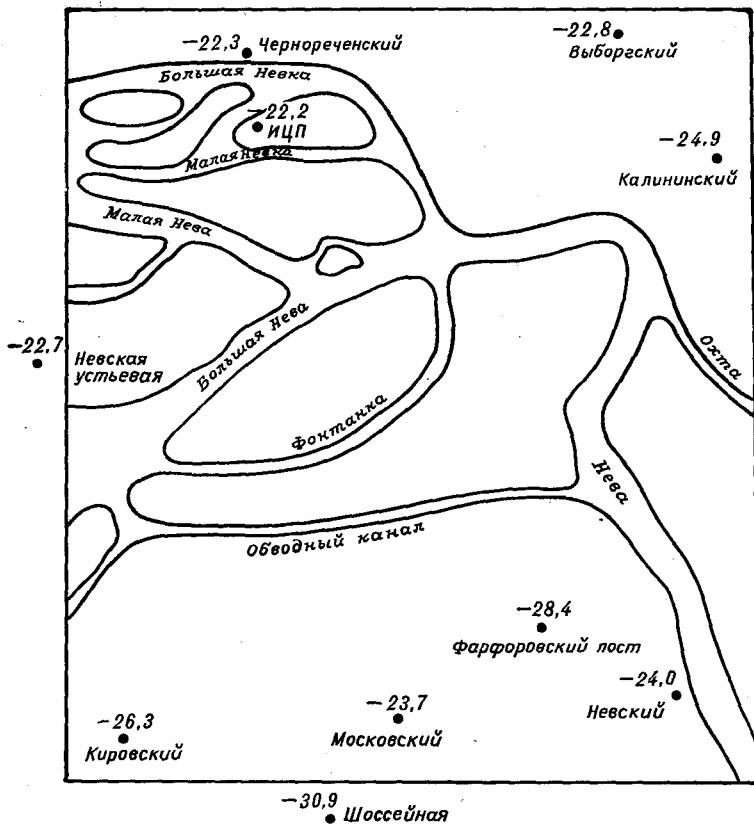 −22,3 Чернореченский
−22,8
Выборгский
Большая Невка
−22,2
ИЦП
−24,9
Калининский
Малая Невка
Малая Нева
−22,7
Невская
устьевая
Большая Нева
Охта
Фонтанка
Нева
Обводный канал
−28,4
Фарфоровский пост
−24,0
Невский
−23,7
Московский
−26,3
Кировский
−30,9
Шоссейная